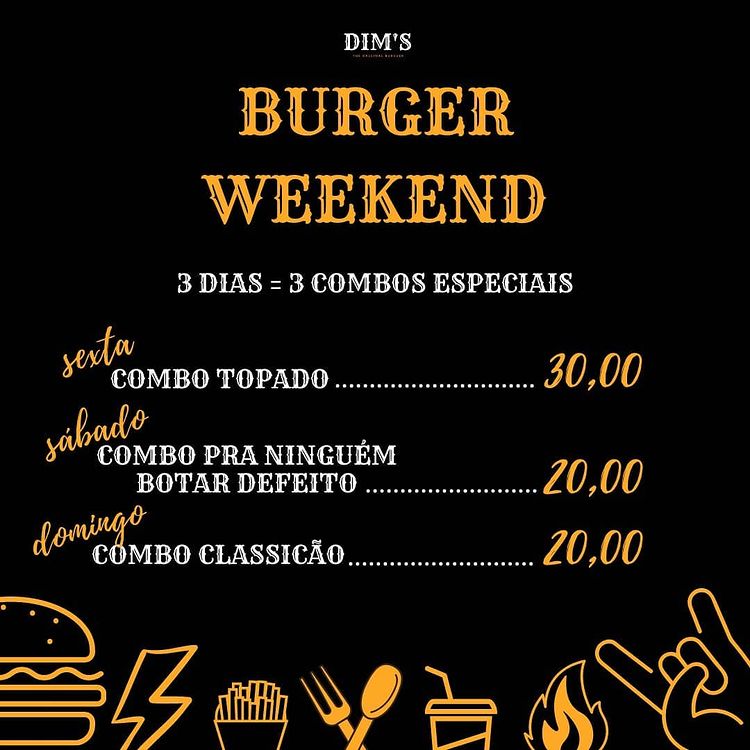 DIM'S
BURGER
WEEKEND
3 DIAS = 3 COMBOS ESPECIAIS
sexta
COMBO TOPADO .............................. 30,00
sábado
COMBO PRA NINGUÉM
BOTAR DEFEITO .......................... 20,00
domingo
COMBO CLASSICÃO ............................ 20,00